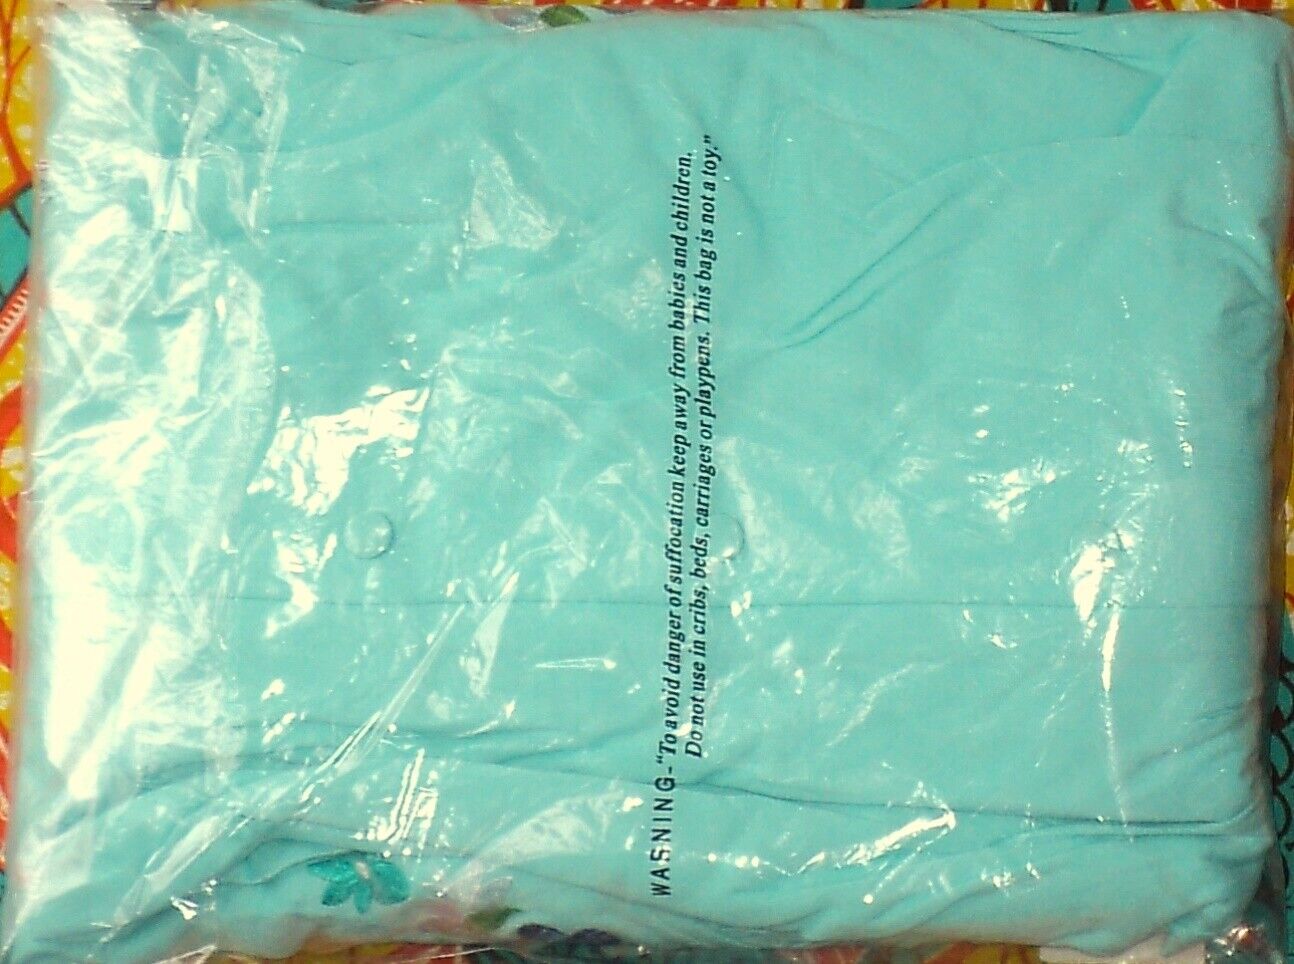 WASNING-"To avoid danger of suffocation keep away from babies and children.
Do not use in cribs, beds, carriages or playpens. This bag is not a toy."